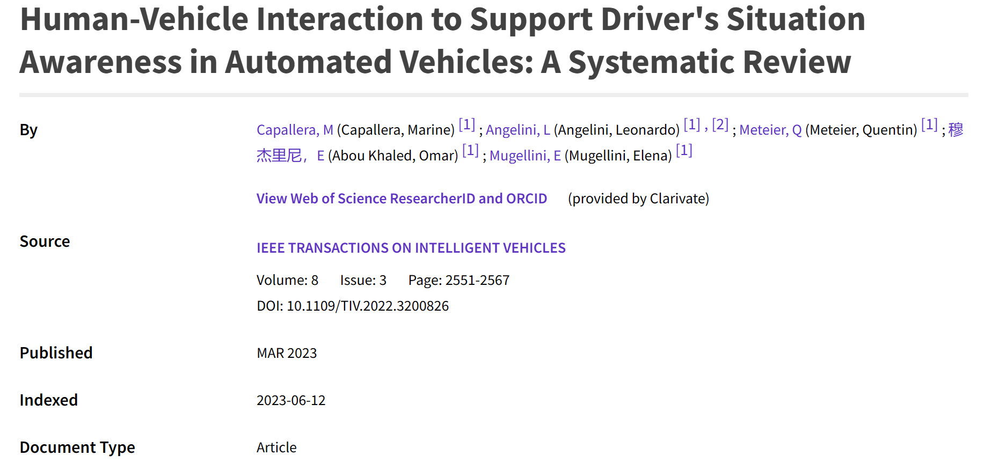 Human-Vehicle Interaction to Support Driver's Situation
Awareness in Automated Vehicles: A Systematic Review
By
Capallera, M (Capallera, Marine) [1] ; Angelini, L (Angelini, Leonardo) [1] , [2] ; Meteier, Q (Meteier, Quentin) [1] ; 穆
杰里尼，E (Abou Khaled, Omar) [1] ; Mugellini, E (Mugellini, Elena) [1]
View Web of Science ResearcherID and ORCID (provided by Clarivate)
Source
IEEE TRANSACTIONS ON INTELLIGENT VEHICLES
Volume: 8 Issue: 3 Page: 2551-2567
DOI: 10.1109/TIV.2022.3200826
Published MAR 2023
Indexed 2023-06-12
Document Type Article